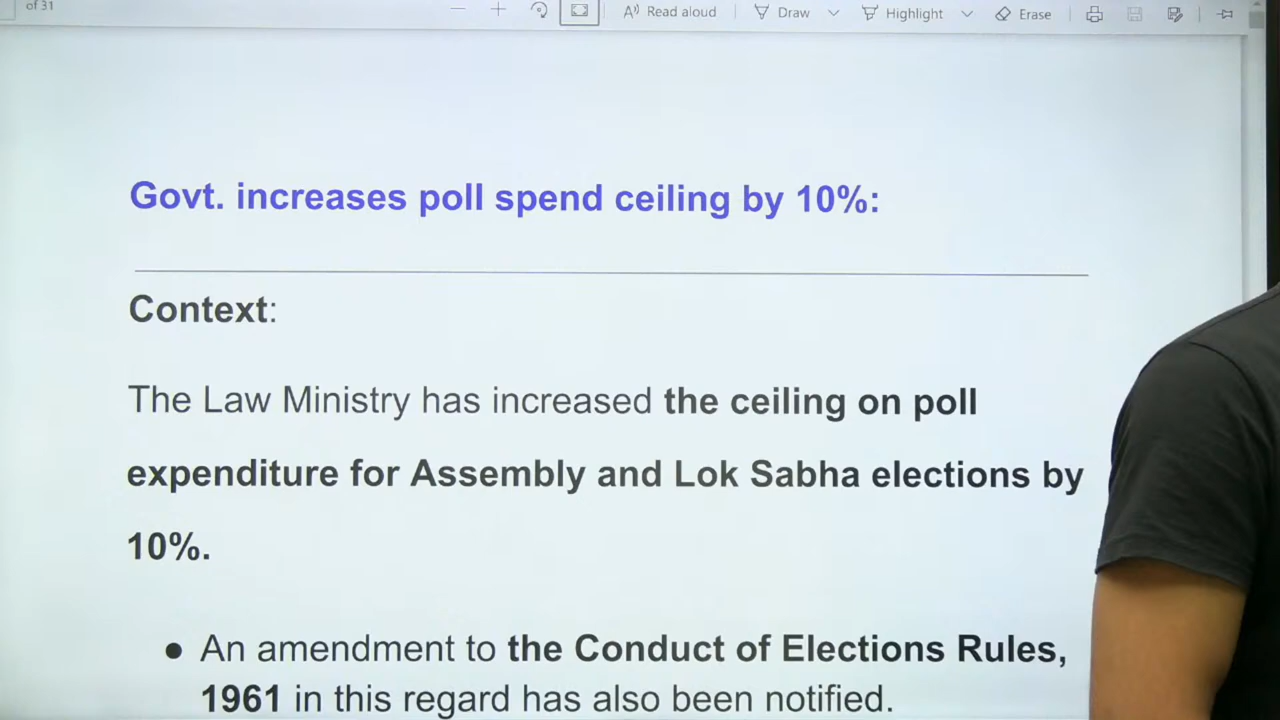 of 31
Read aloud
Draw
Highlight
Erase
Govt. increases poll spend ceiling by 10%:
Context:
The Law Ministry has increased the ceiling on poll
expenditure for Assembly and Lok Sabha elections by
10%.
● An amendment to the Conduct of Elections Rules,
1961 in this regard has also been notified.